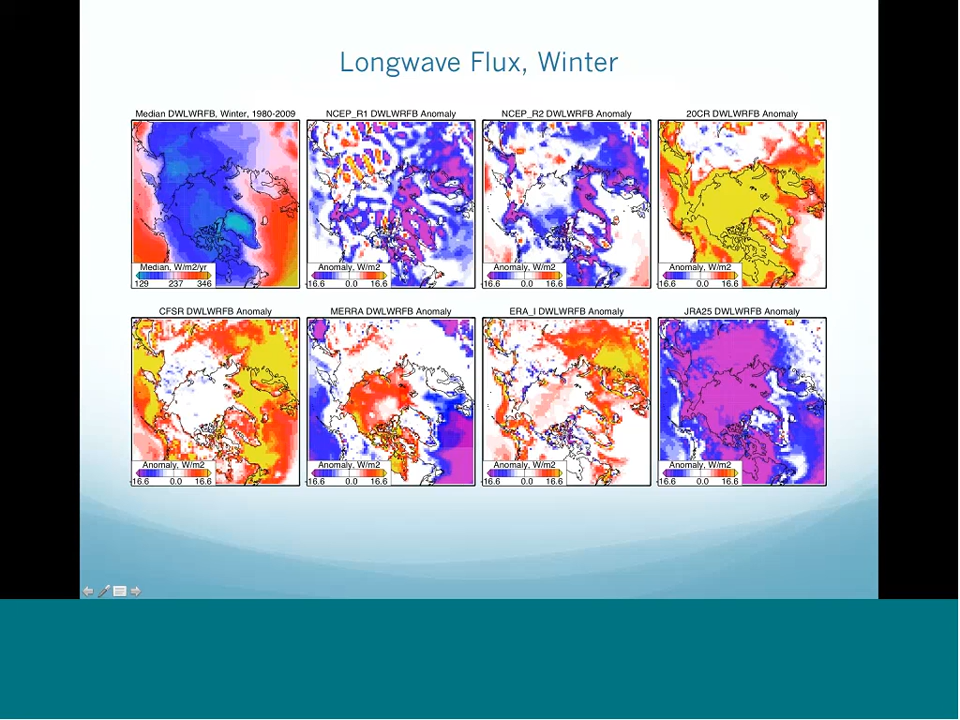 Longwave Flux, Winter
Median DWLWRFB, Winter, 1980-2009
NCEP_R1 DWLWRFB Anomaly
NCEP_R2 DWLWRFB Anomaly
20CR DWLWRFB Anomaly
Median, W/m2/yr
129 237 346
Anomaly, W/m2
-16.6 0.0 16.6
Anomaly, W/m2
-16.6 0.0 16.6
Anomaly, W/m2
-16.6 0.0 16.6
CFSR DWLWRFB Anomaly
MERRA DWLWRFB Anomaly
ERA_I DWLWRFB Anomaly
JRA25 DWLWRFB Anomaly
Anomaly, W/m2
-16.6 0.0 16.6
Anomaly, W/m2
-16.6 0.0 16.6
Anomaly, W/m2
-16.6 0.0 16.6
Anomaly, W/m2
-16.6 0.0 16.6